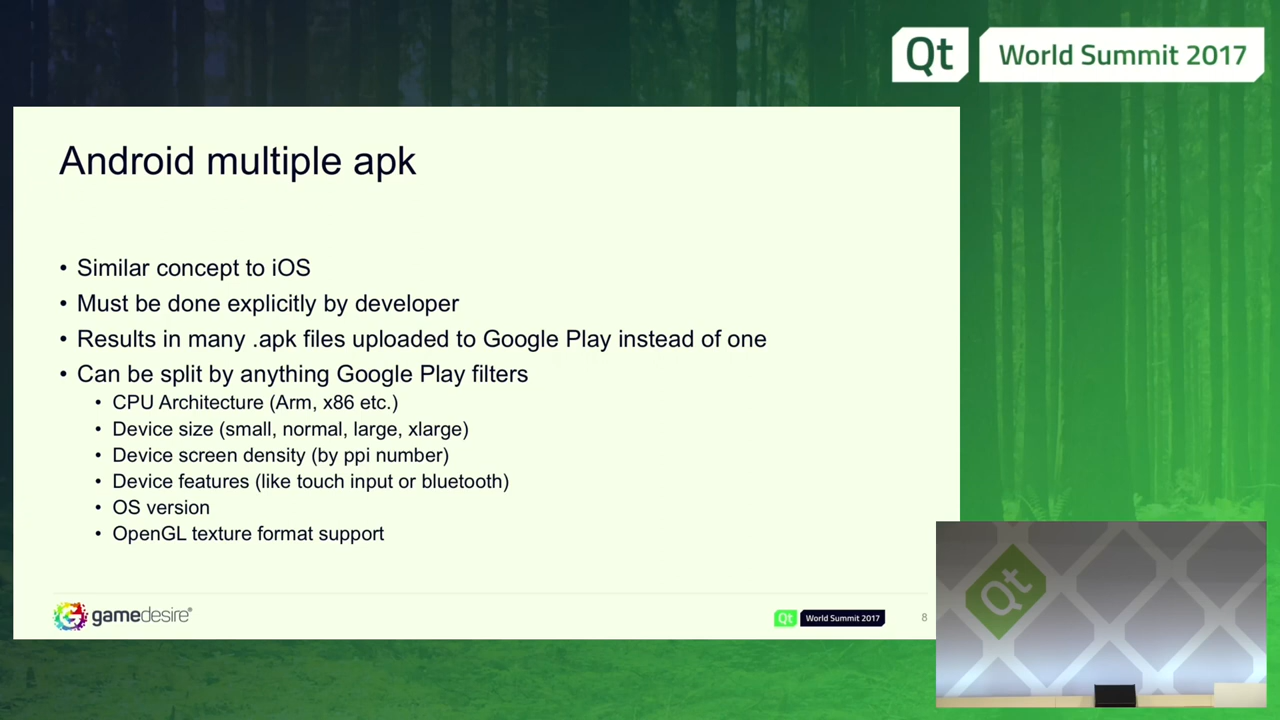 Qt World Summit 2017
Android multiple apk
• Similar concept to iOS
• Must be done explicitly by developer
• Results in many .apk files uploaded to Google Play instead of one
• Can be split by anything Google Play filters
• CPU Architecture (Arm, x86 etc.)
• Device size (small, normal, large, xlarge)
• Device screen density (by ppi number)
• Device features (like touch input or bluetooth)
• OS version
• OpenGL texture format support
gamedesire®
Qt World Summit 2017
8
Qt